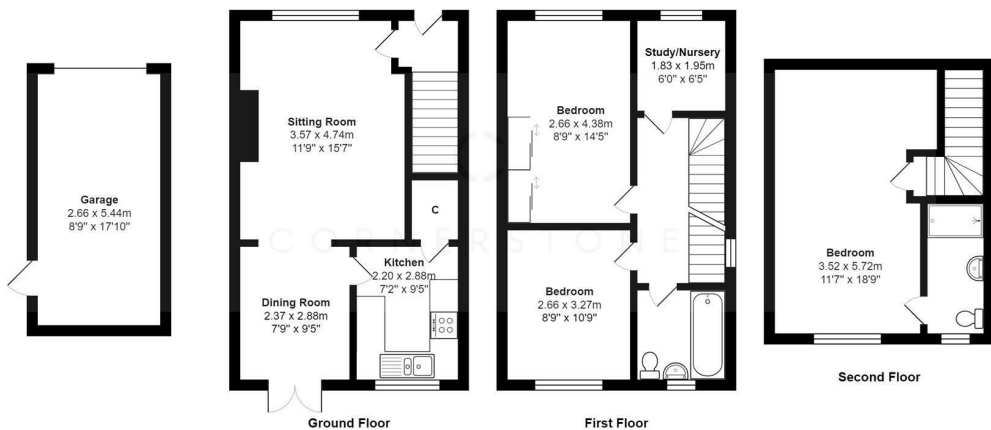 Garage
2.66 x 5.44m
8'9" x 17'10"
Sitting Room
3.57 x 4.74m
11'9" x 15'7"
C
CORNERSTONE
Kitchen
2.20 x 2.88m
7'2" x 9'5"
Dining Room
2.37 x 2.88m
7'9" x 9'5"
Ground Floor
Study/Nursery
1.83 x 1.95m
6'0" x 6'5"
Bedroom
2.66 x 4.38m
8'9" x 14'5"
Bedroom
2.66 x 3.27m
8'9" x 10'9"
First Floor
Bedroom
3.52 x 5.72m
11'7" x 18'9"
Second Floor